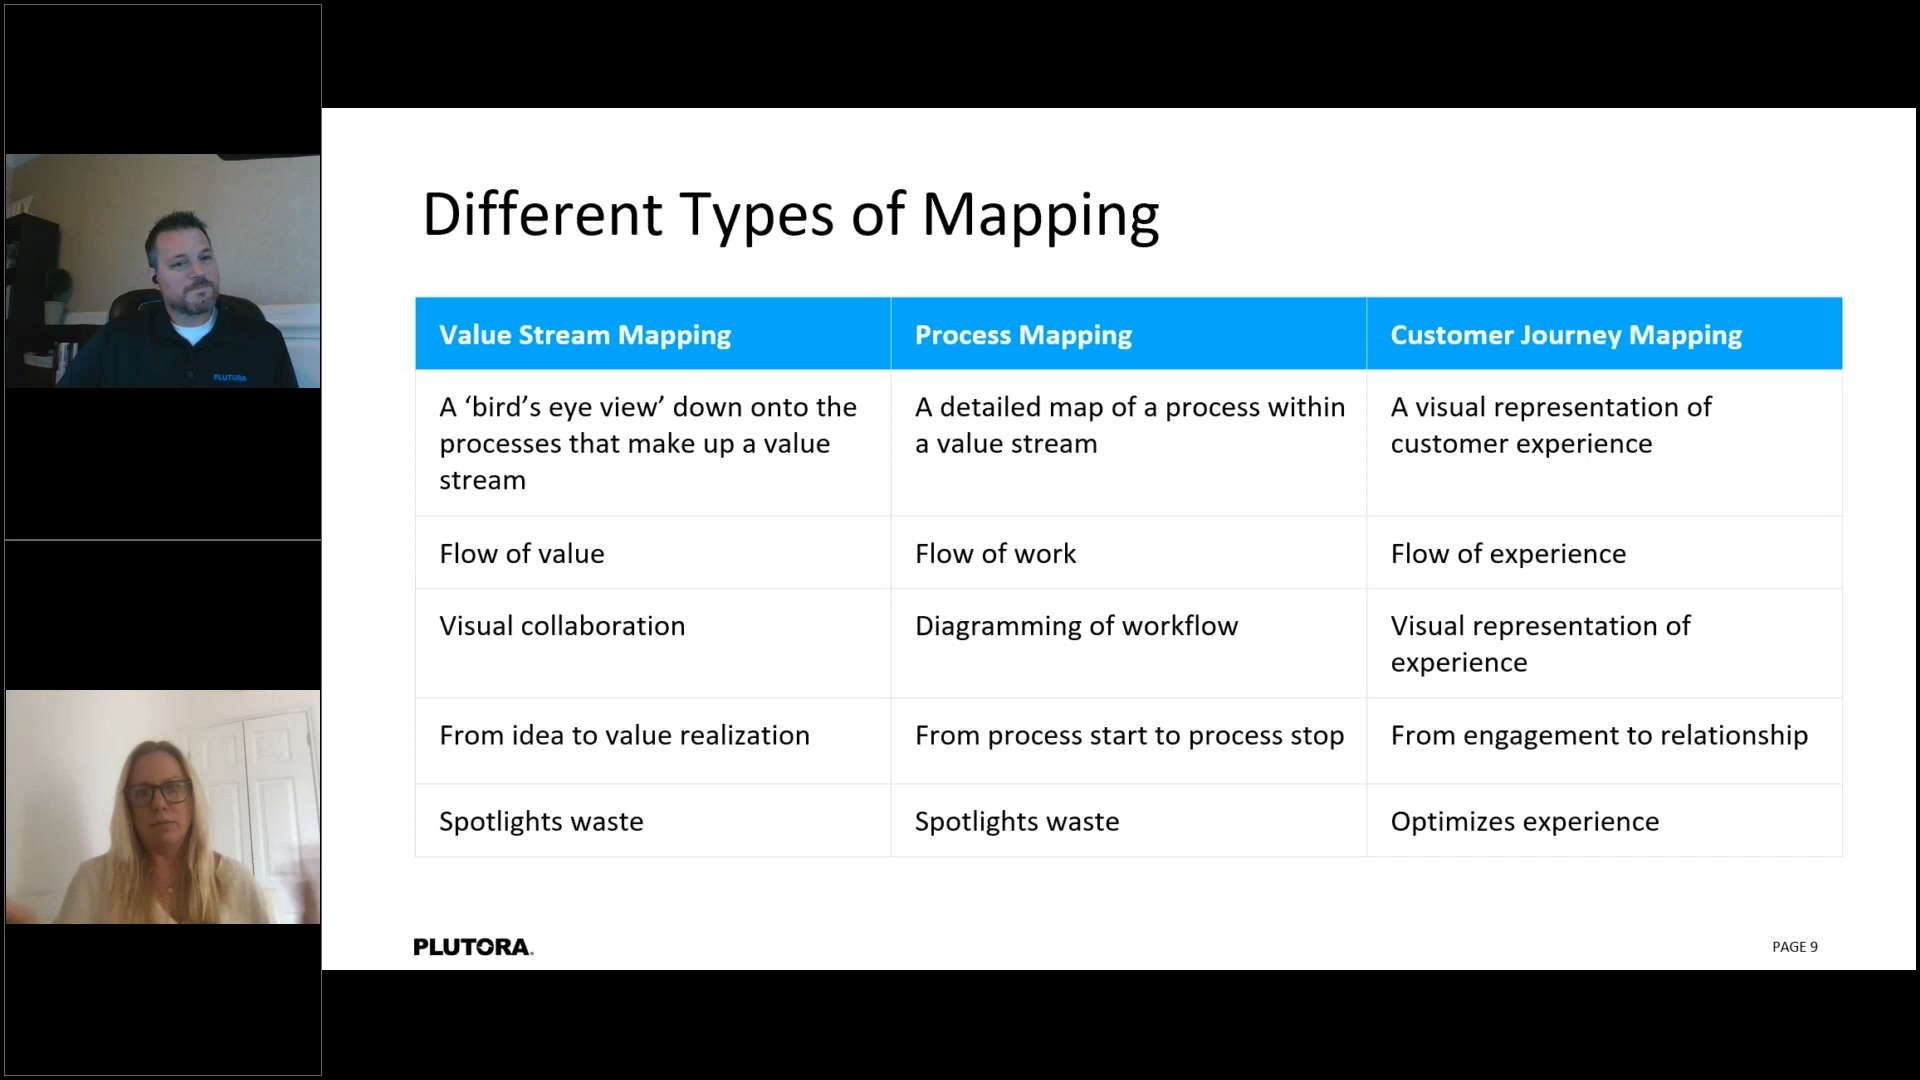 Different Types of Mapping
Value Stream Mapping
Process Mapping
Customer Journey Mapping
A ‘bird’s eye view’ down onto the
processes that make up a value
stream
A detailed map of a process within
a value stream
A visual representation of
customer experience
Flow of value
Flow of work
Flow of experience
Visual collaboration
Diagramming of workflow
Visual representation of
experience
From idea to value realization
From process start to process stop
From engagement to relationship
Spotlights waste
Spotlights waste
Optimizes experience
PLUTORA
PAGE 9
PLUTORA